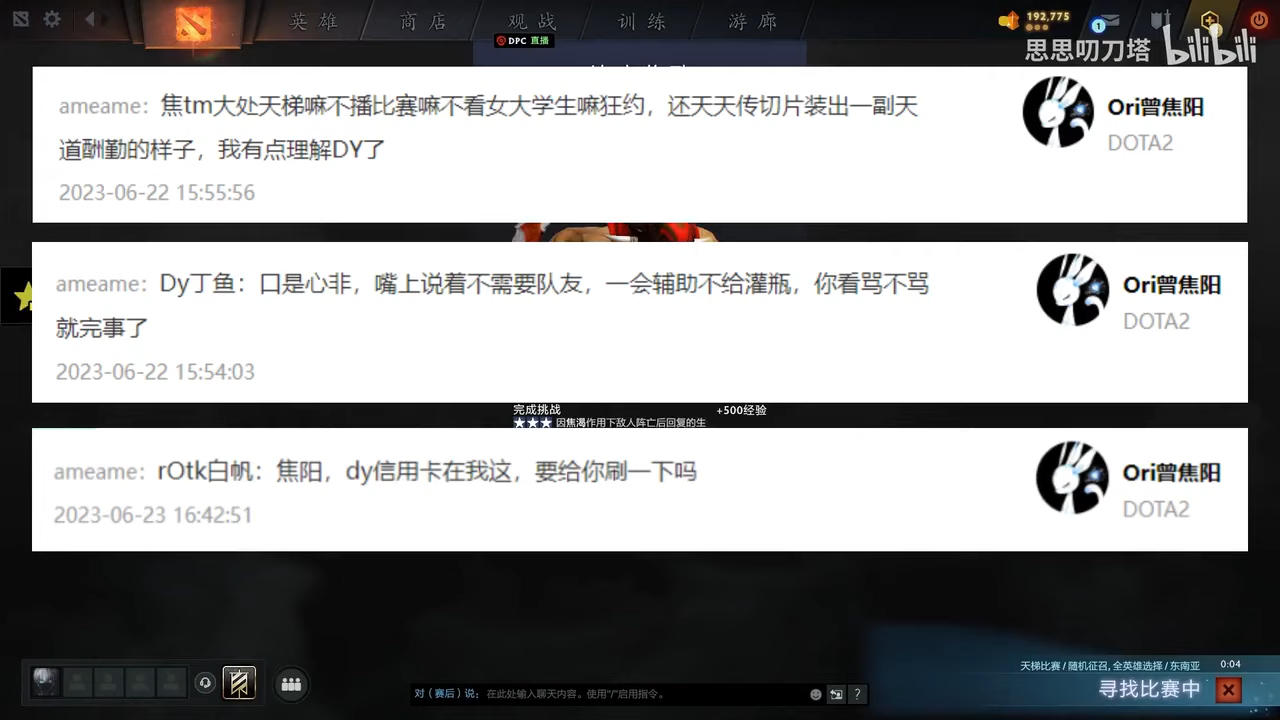 英雄
商店
观战
训练
游廊
192,775
1
DPC 直播
思思叨刀塔 bilibili
ameame: 焦tm大处天梯嘛不播比赛嘛不看女大学生嘛狂约，还天天传切片装出一副天
道酬勤的样子，我有点理解DY了
2023-06-22 15:55:56
Ori曾焦阳
DOTA2
ameame: Dy丁鱼：口是心非，嘴上说着不需要队友，一会辅助不给灌瓶，你看骂不骂
就完事了
2023-06-22 15:54:03
Ori曾焦阳
DOTA2
完成挑战 +500经验
★★★ 因焦渴作用下敌人阵亡后回复的生
ameame: rOtk白帆：焦阳，dy信用卡在我这，要给你刷一下吗
2023-06-23 16:42:51
Ori曾焦阳
DOTA2
天梯比赛 / 随机征召, 全英雄选择 / 东南亚 0:04
寻找比赛中
对（赛后）说： 在此处输入聊天内容。使用“/”启用指令。
?